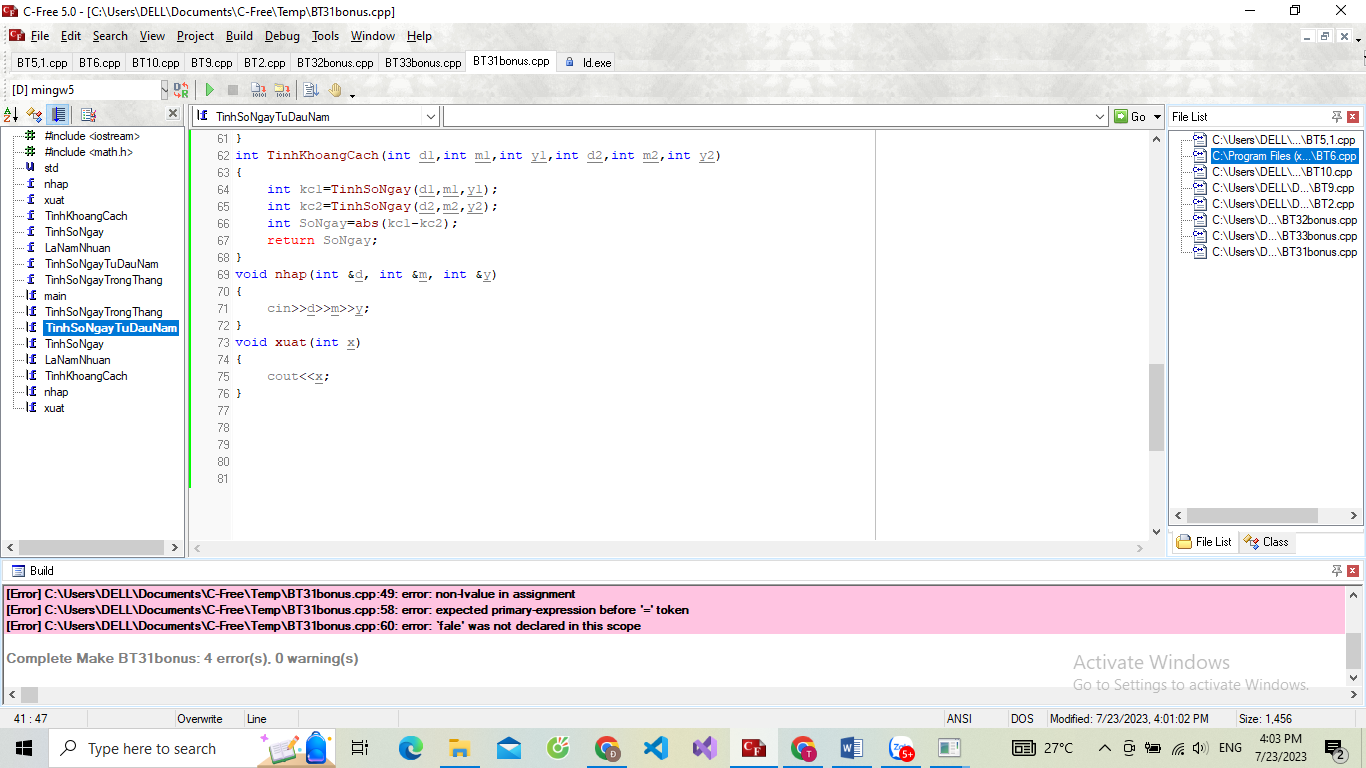 C-Free 5.0 - [C:\Users\DELL\Documents\C-Free\Temp\BT31bonus.cpp]
File Edit Search View Project Build Debug Tools Window Help
BT5,1.cpp BT6.cpp BT10.cpp BT9.cpp BT2.cpp BT32bonus.cpp BT33bonus.cpp BT31bonus.cpp ld.exe
[D] mingw5
TinhSoNgayTuDauNam
Go
#include <iostream>
#include <math.h>
std
nhap
xuat
TinhKhoangCach
TinhSoNgay
LaNamNhuan
TinhSoNgayTuDauNam
TinhSoNgayTrongThang
main
TinhSoNgayTrongThang
TinhSoNgayTuDauNam
TinhSoNgay
LaNamNhuan
TinhKhoangCach
nhap
xuat
61 }
62 int TinhKhoangCach(int d1,int m1,int y1,int d2,int m2,int y2)
63 {
64 int kc1=TinhSoNgay(d1,m1,y1);
65 int kc2=TinhSoNgay(d2,m2,y2);
66 int SoNgay=abs(kc1-kc2);
67 return SoNgay;
68 }
69 void nhap(int &d, int &m, int &y)
70 {
71 cin>>d>>m>>y;
72 }
73 void xuat(int x)
74 {
75 cout<<x;
76 }
77
78
79
80
81
File List
C:\Users\DELL\...\BT5,1.cpp
C:\Program Files (x...\BT6.cpp
C:\Users\DELL\...\BT10.cpp
C:\Users\DELL\D...\BT9.cpp
C:\Users\DELL\D...\BT2.cpp
C:\Users\D...\BT32bonus.cpp
C:\Users\D...\BT33bonus.cpp
C:\Users\D...\BT31bonus.cpp
File List Class
Build
[Error] C:\Users\DELL\Documents\C-Free\Temp\BT31bonus.cpp:49: error: non-lvalue in assignment
[Error] C:\Users\DELL\Documents\C-Free\Temp\BT31bonus.cpp:58: error: expected primary-expression before '=' token
[Error] C:\Users\DELL\Documents\C-Free\Temp\BT31bonus.cpp:60: error: `fale' was not declared in this scope
Complete Make BT31bonus: 4 error(s), 0 warning(s)
Activate Windows
Go to Settings to activate Windows.
41 : 47 Overwrite Line ANSI DOS Modified: 7/23/2023, 4:01:02 PM Size: 1,456
Type here to search
27°C
ENG
4:03 PM
7/23/2023
5+
2